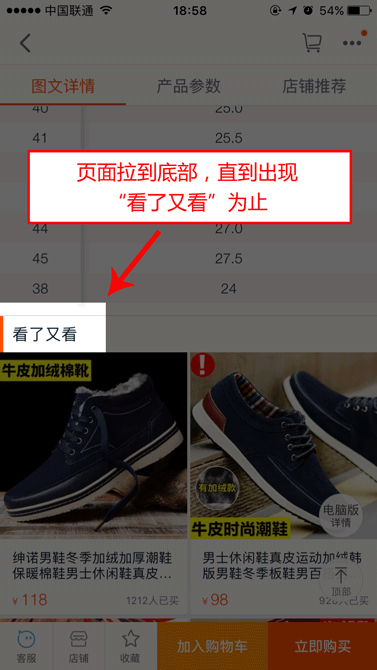 中国联通 18:58 54%
图文详情 产品参数 店铺推荐
40 25.0
41 25.5
页面拉到底部，直到出现
“看了又看”为止
44 27.0
45 27.5
38 24
看了又看
牛皮加绒棉靴
有加绒款
牛皮时尚潮鞋
电脑版
详情
绅诺男鞋冬季加绒加厚潮鞋
保暖棉鞋男士休闲鞋真皮...
¥118 1212人已买
男士休闲鞋真皮运动加绒韩
版男鞋冬季板鞋男百
¥98 928人已买
顶部
客服 店铺 收藏 加入购物车 立即购买